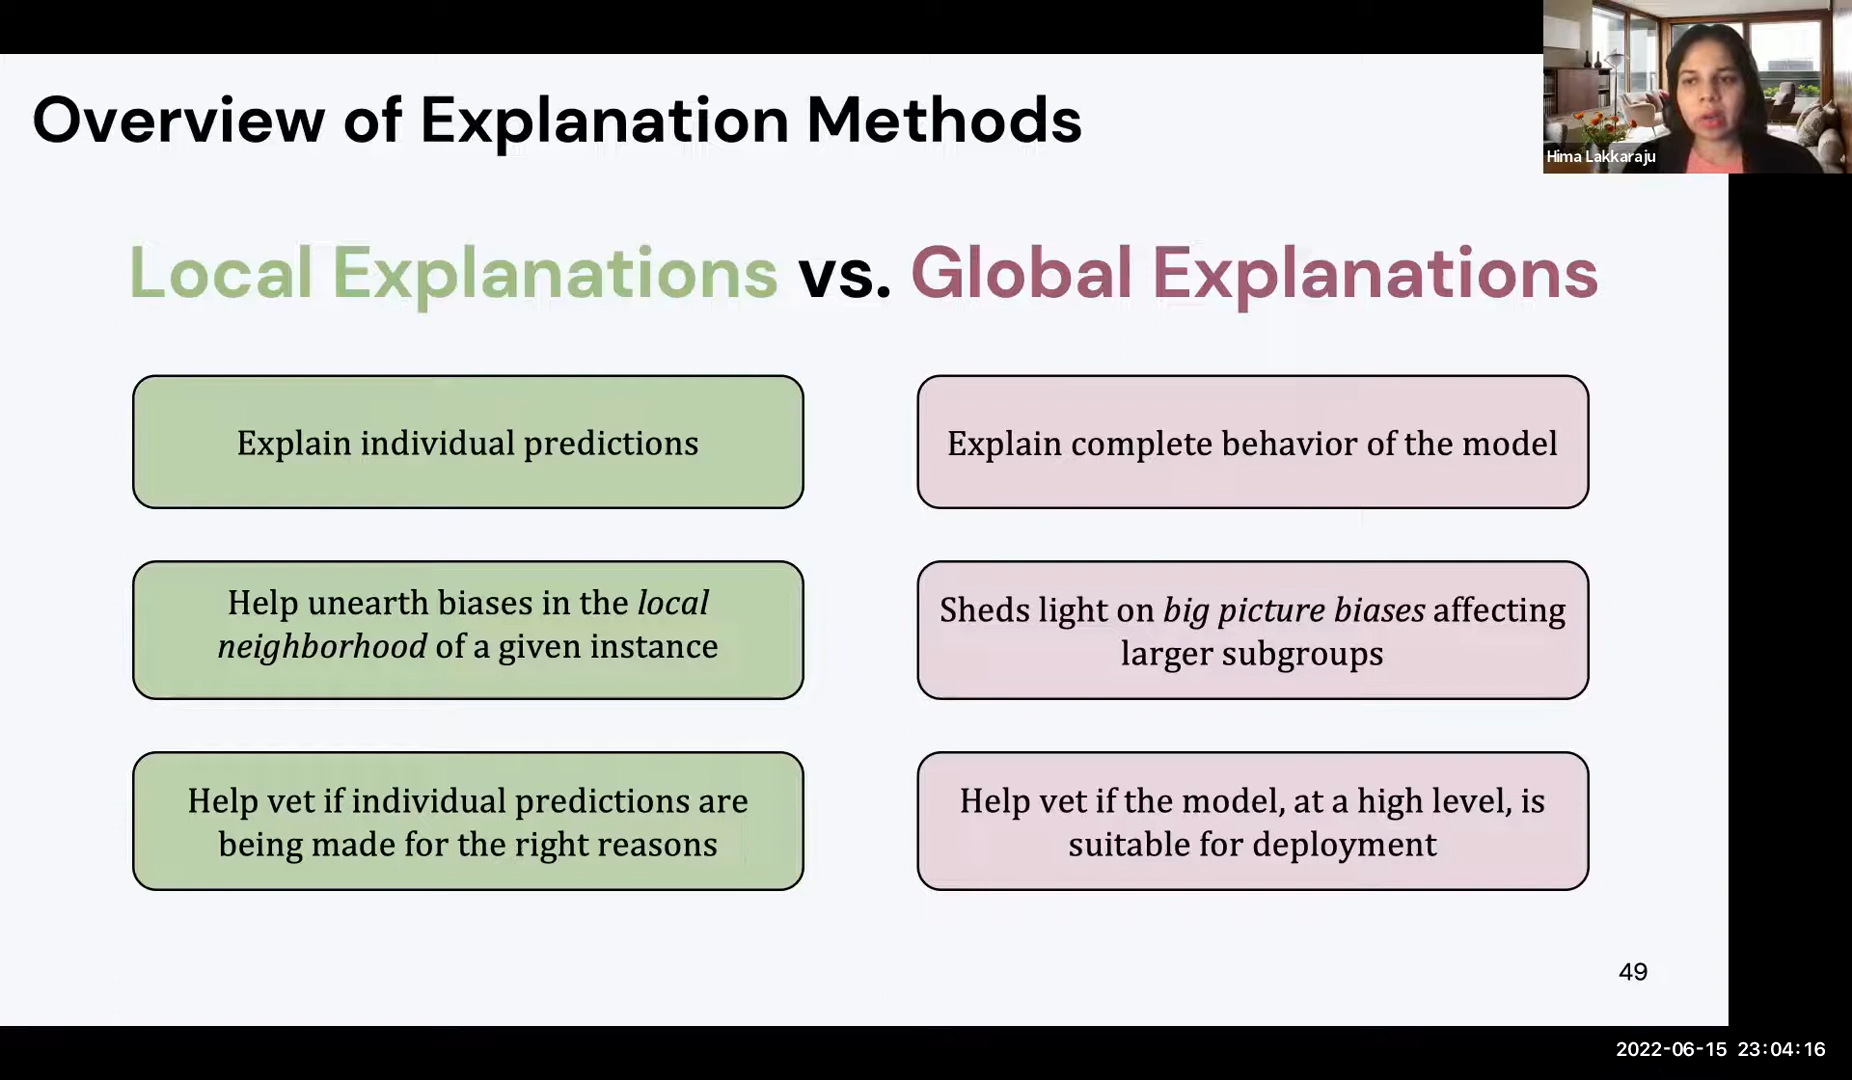 Overview of Explanation Methods
Hima Lakkaraju
Local Explanations vs. Global Explanations
Explain individual predictions
Explain complete behavior of the model
Help unearth biases in the local
neighborhood of a given instance
Sheds light on big picture biases affecting
larger subgroups
Help vet if individual predictions are
being made for the right reasons
Help vet if the model, at a high level, is
suitable for deployment
49
2022-06-15 23:04:16